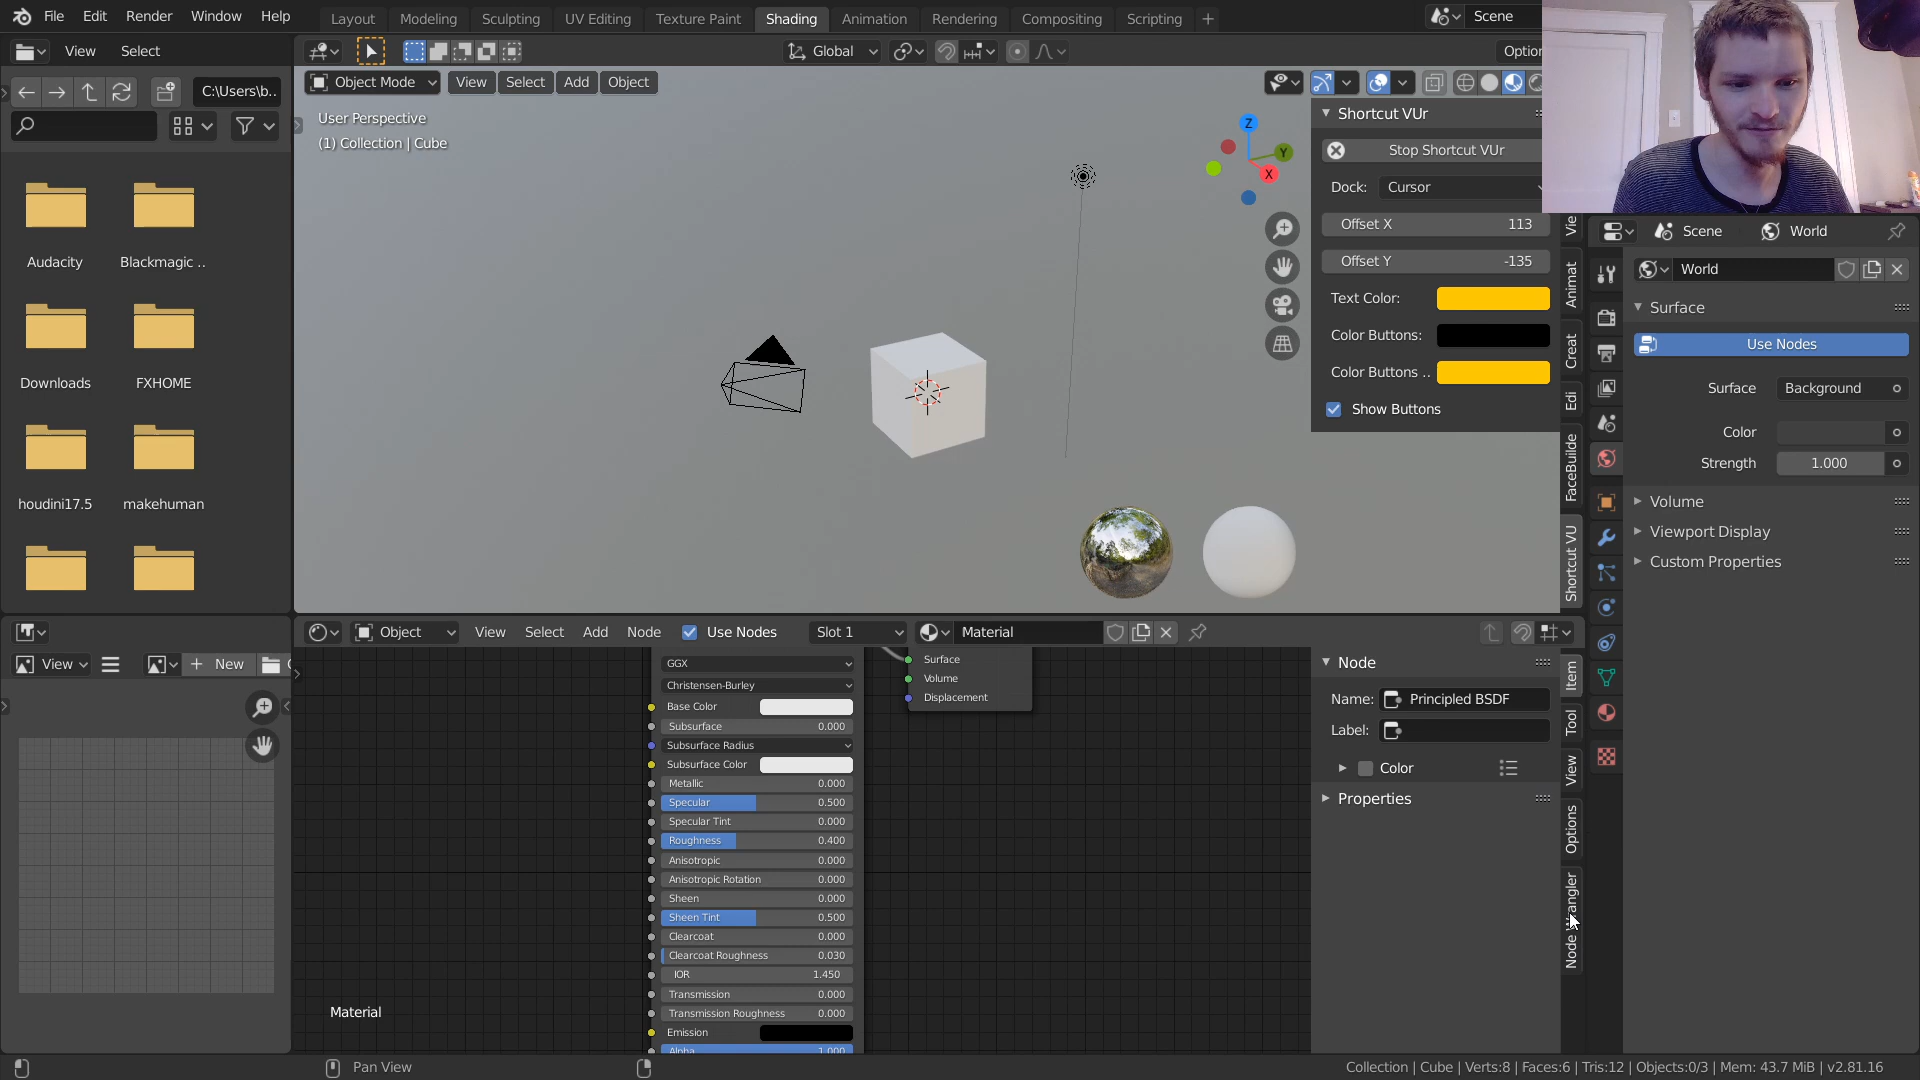 File Edit Render Window Help
Layout Modeling Sculpting UV Editing Texture Paint Shading Animation Rendering Compositing Scripting +
Scene
View Select
Global
Object Mode View Select Add Object
C:\Users\b..
User Perspective
(1) Collection | Cube
Audacity Blackmagic ..
Downloads FXHOME
houdini17.5 makehuman
Z
Y
X
Shortcut VUr
Stop Shortcut VUr
Dock: Cursor
Offset X 113
Offset Y -135
Text Color:
Color Buttons:
Color Buttons ..
Show Buttons
Vie
Animat
Creat
Edi
FaceBuilde
Shortcut VU
Scene World
World
Surface
Use Nodes
Surface Background
Color
Strength 1.000
Volume
Viewport Display
Custom Properties
View + New
Object View Select Add Node Use Nodes Slot 1 Material
GGX
Christensen-Burley
Base Color
Subsurface 0.000
Subsurface Radius
Subsurface Color
Metallic 0.000
Specular 0.500
Specular Tint 0.000
Roughness 0.400
Anisotropic 0.000
Anisotropic Rotation 0.000
Sheen 0.000
Sheen Tint 0.500
Clearcoat 0.000
Clearcoat Roughness 0.030
IOR 1.450
Transmission 0.000
Transmission Roughness 0.000
Emission
Alpha 1.000
Surface
Volume
Displacement
Material
Node
Name: Principled BSDF
Label:
Color
Properties
Item
Tool
View
Options
Node Wrangler
Pan View
Collection | Cube | Verts:8 | Faces:6 | Tris:12 | Objects:0/3 | Mem: 43.7 MiB | v2.81.16